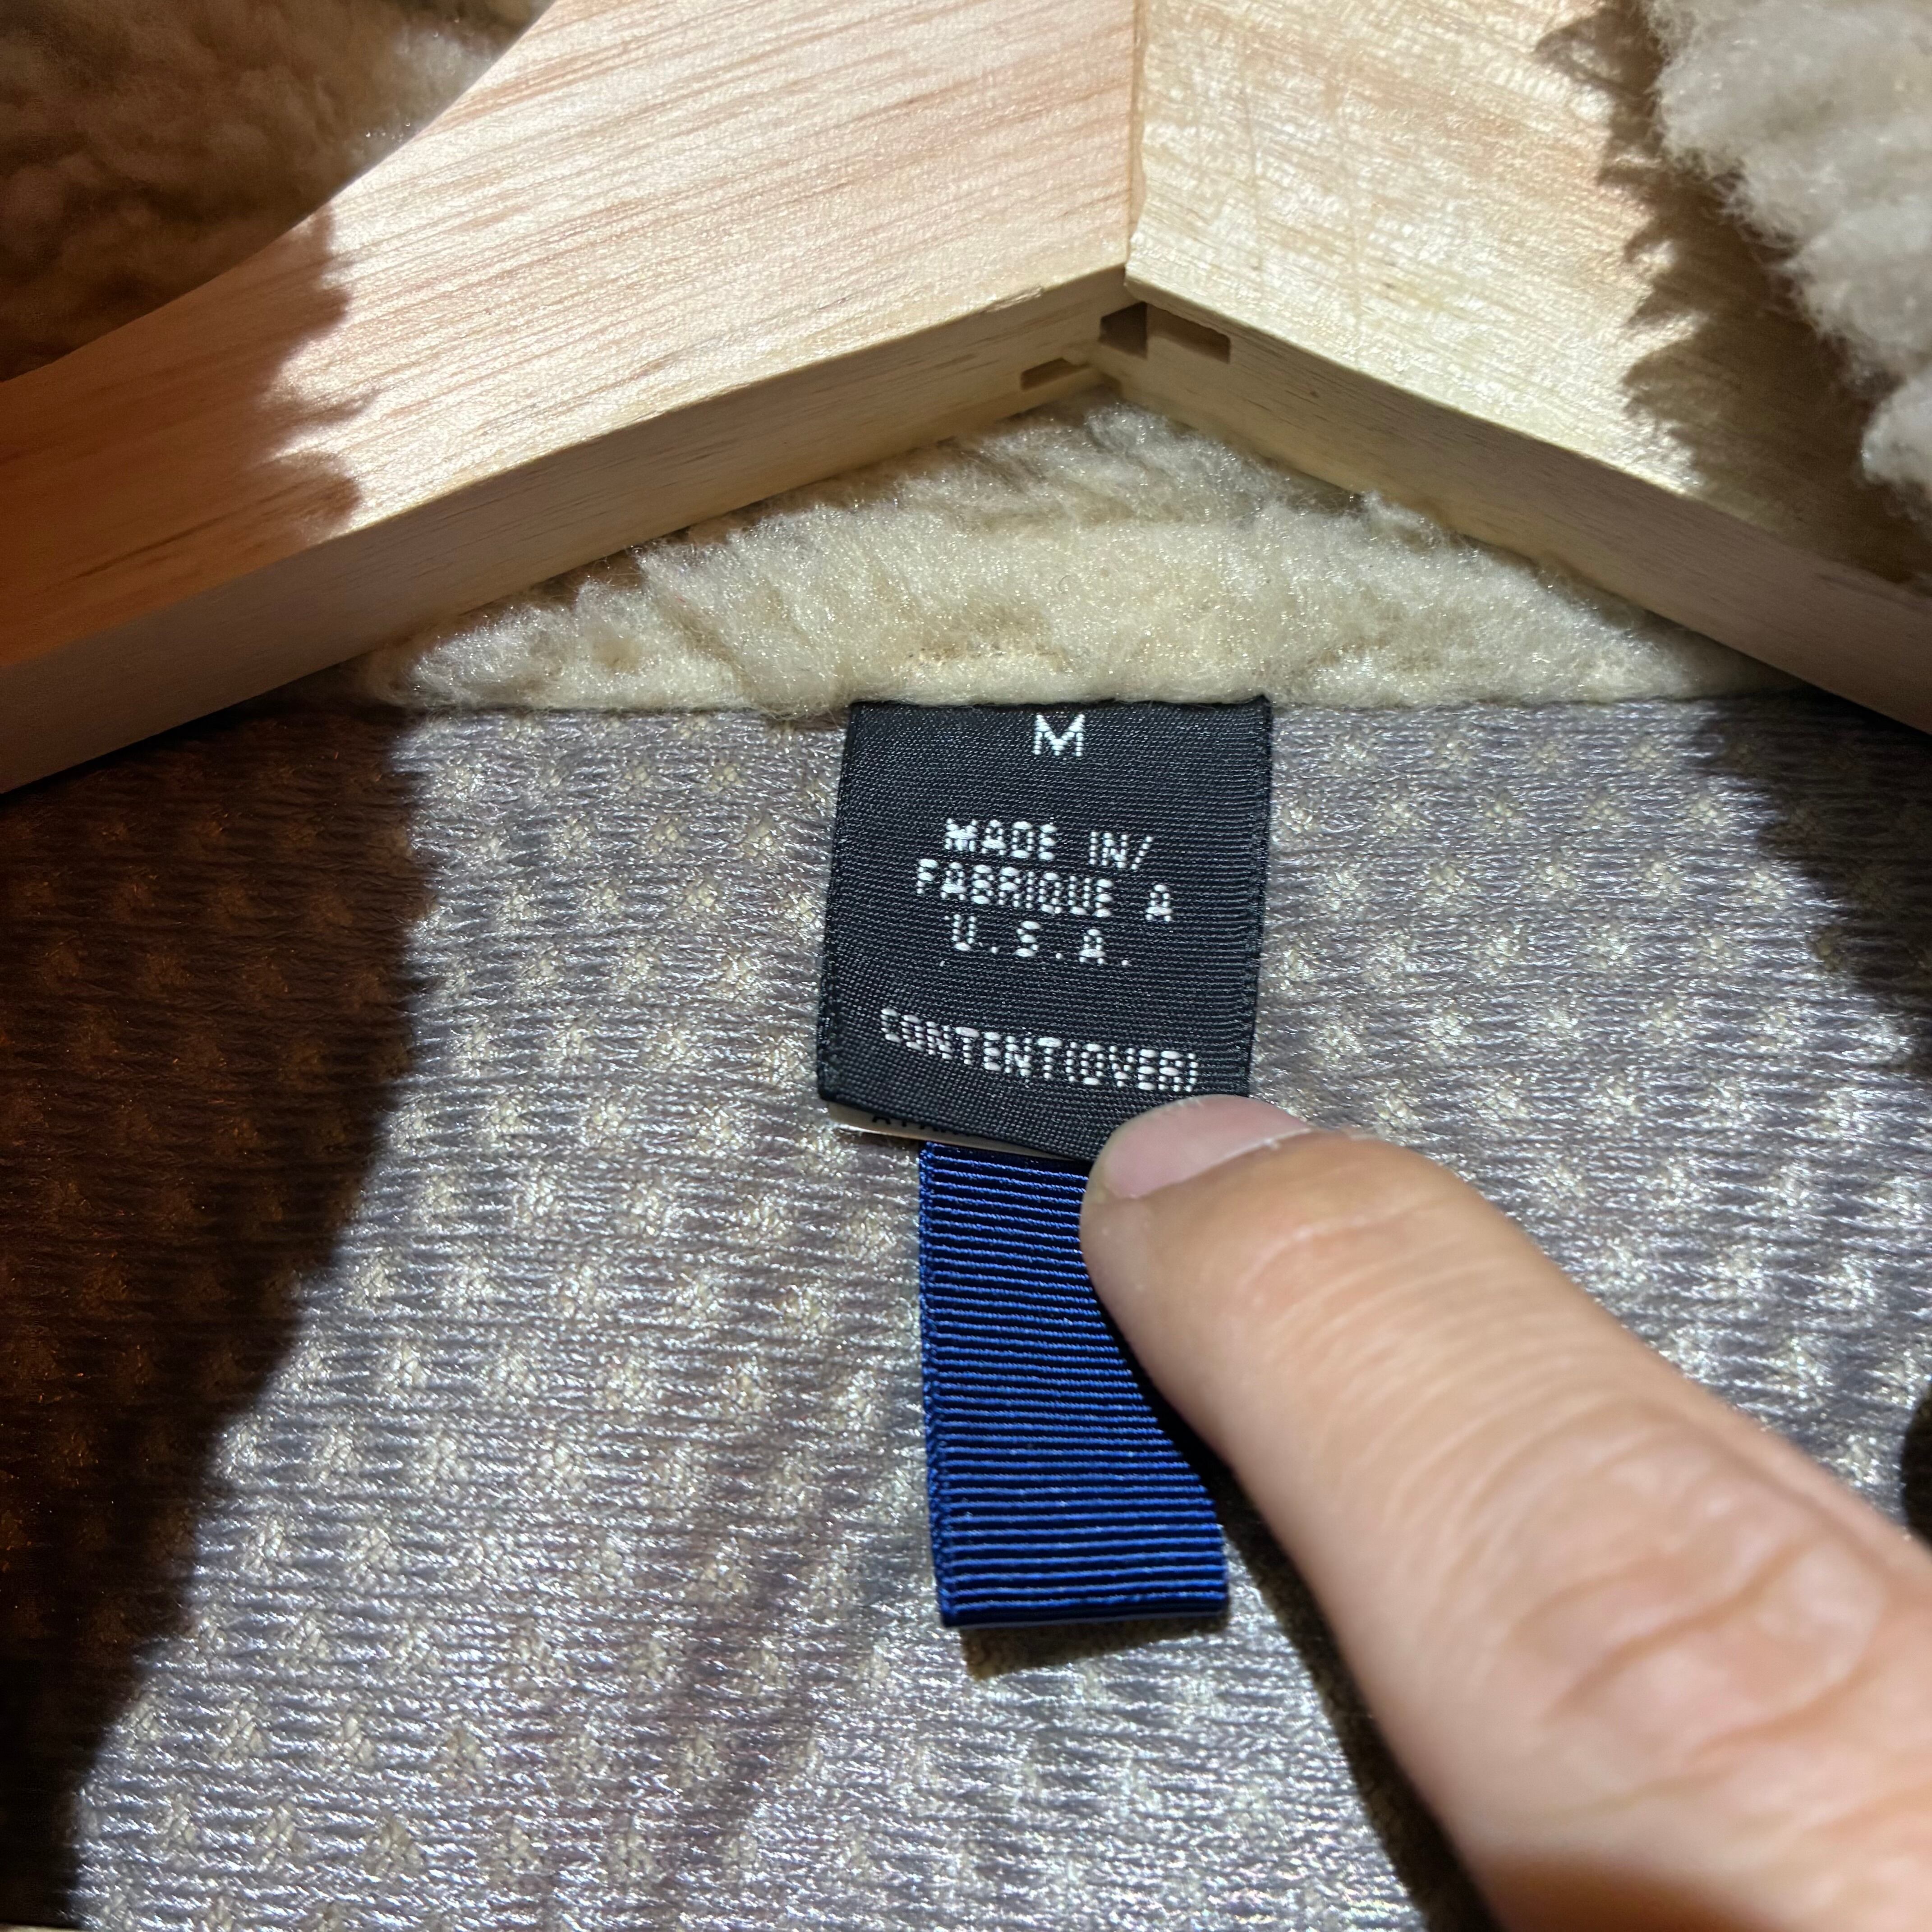 M
MADE IN/
FABRIQUE A
U.S.A.
CONTENT(OVER)